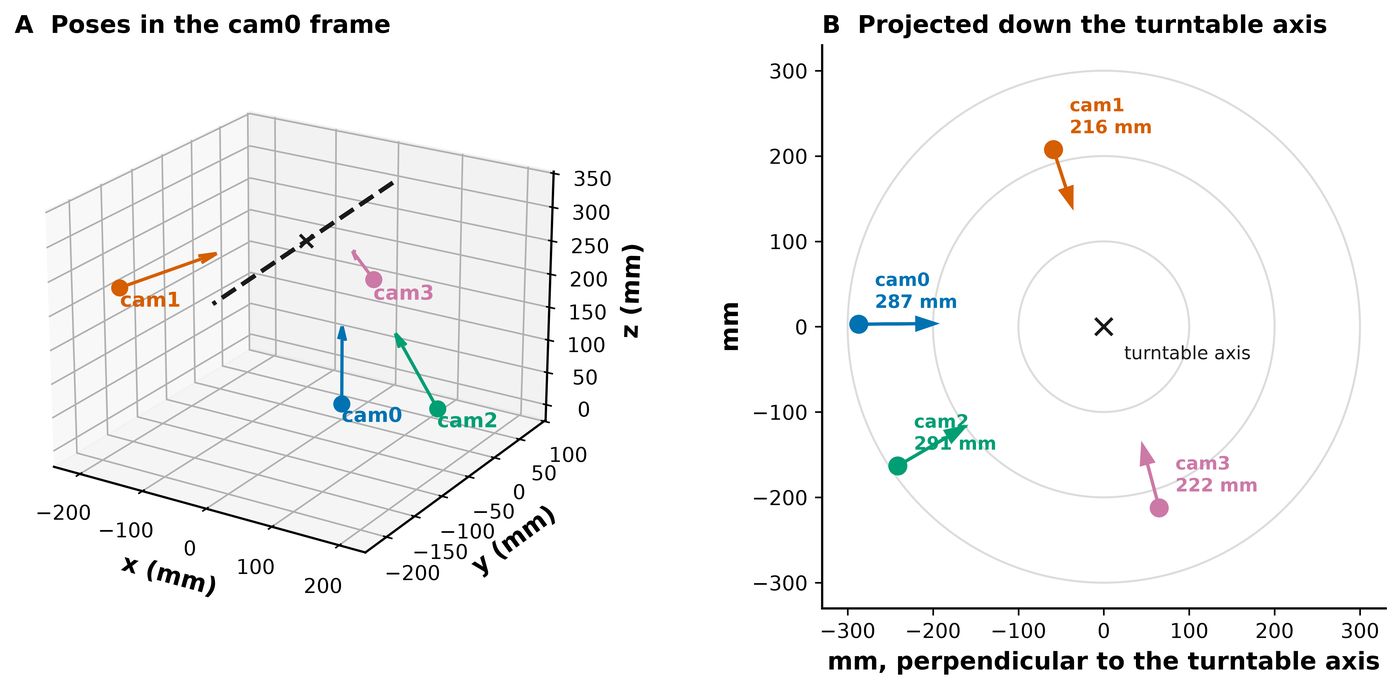 A  Poses in the cam0 frame
350
300
250
200
150
100
50
0
z (mm)
cam1
cam3
cam0
cam2
100
50
0
−50
−100
−150
−200
y (mm)
−200
−100
0
100
200
x (mm)
B  Projected down the turntable axis
300
200
100
0
−100
−200
−300
mm
cam1
216 mm
cam0
287 mm
turntable axis
cam2
291 mm
cam3
222 mm
−300
−200
−100
0
100
200
300
mm, perpendicular to the turntable axis